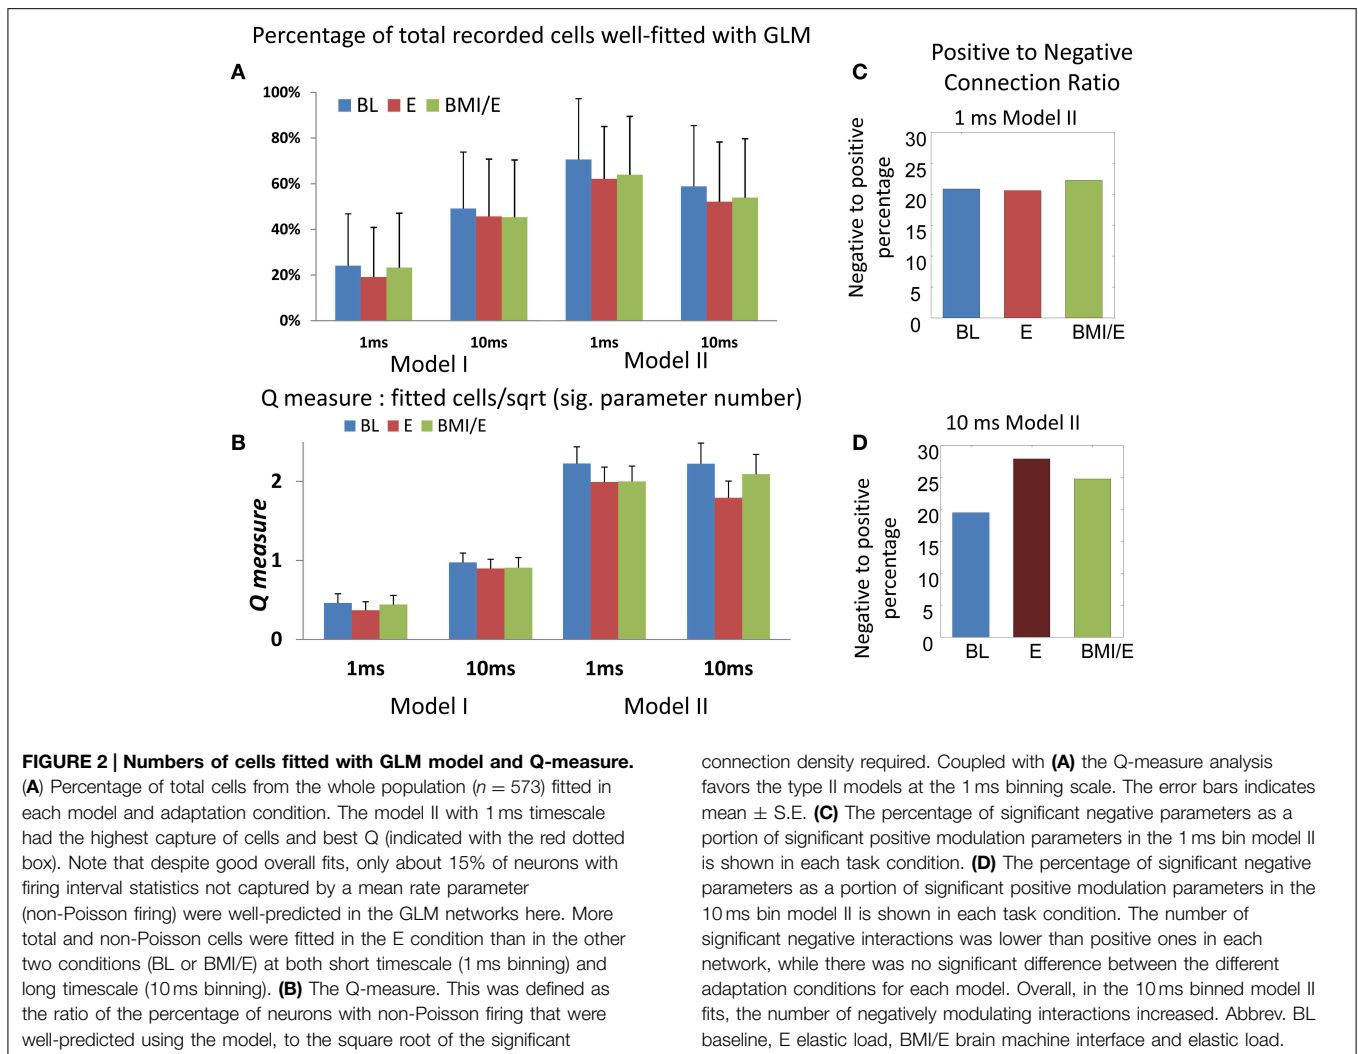 Percentage of total recorded cells well-fitted with GLM
A
100%
80%
60%
40%
20%
0%
BL E BMI/E
1ms 10ms 1ms 10ms
Model I Model II
C
Positive to Negative
Connection Ratio
1 ms Model II
Negative to positive
percentage
30
25
20
15
10
5
0
BL E BMI/E
Q measure : fitted cells/sqrt (sig. parameter number)
B
BL E BMI/E
Q measure
2
1
0
1ms 10ms 1ms 10ms
Model I Model II
D
10 ms Model II
Negative to positive
percentage
30
25
20
15
10
5
0
BL E BMI/E
FIGURE 2 | Numbers of cells fitted with GLM model and Q-measure.
(A) Percentage of total cells from the whole population (n = 573) fitted in
each model and adaptation condition. The model II with 1 ms timescale
had the highest capture of cells and best Q (indicated with the red dotted
box). Note that despite good overall fits, only about 15% of neurons with
firing interval statistics not captured by a mean rate parameter
(non-Poisson firing) were well-predicted in the GLM networks here. More
total and non-Poisson cells were fitted in the E condition than in the other
two conditions (BL or BMI/E) at both short timescale (1 ms binning) and
long timescale (10 ms binning). (B) The Q-measure. This was defined as
the ratio of the percentage of neurons with non-Poisson firing that were
well-predicted using the model, to the square root of the significant
connection density required. Coupled with (A) the Q-measure analysis
favors the type II models at the 1 ms binning scale. The error bars indicates
mean ± S.E. (C) The percentage of significant negative parameters as a
portion of significant positive modulation parameters in the 1 ms bin model II
is shown in each task condition. (D) The percentage of significant negative
parameters as a portion of significant positive modulation parameters in the
10 ms bin model II is shown in each task condition. The number of
significant negative interactions was lower than positive ones in each
network, while there was no significant difference between the different
adaptation conditions for each model. Overall, in the 10 ms binned model II
fits, the number of negatively modulating interactions increased. Abbrev. BL
baseline, E elastic load, BMI/E brain machine interface and elastic load.